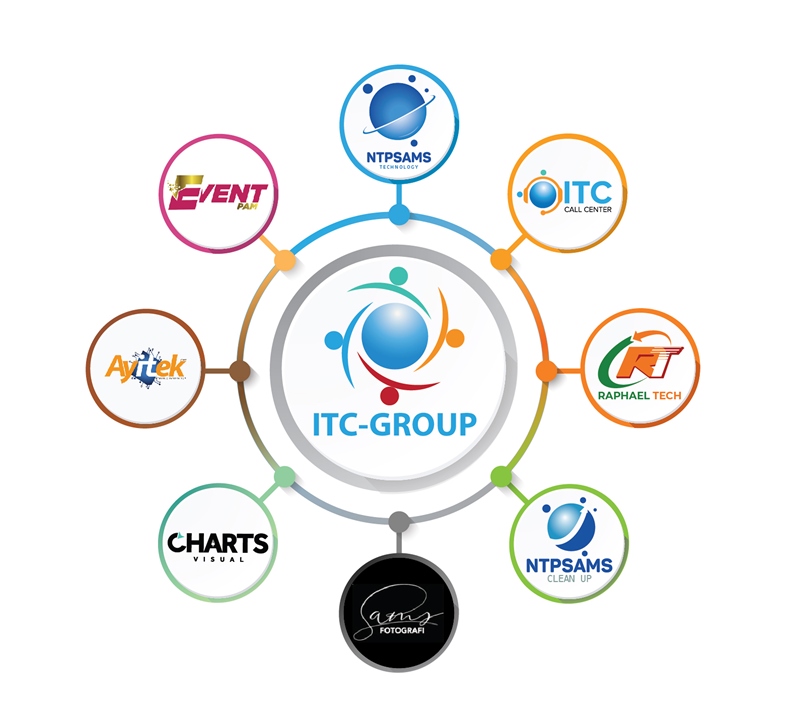 NTPSAMS
TECHNOLOGY
EVENT
PAM
ITC
CALL CENTER
Ayitek
RT
RAPHAEL TECH
ITC-GROUP
CHARTS
VISUAL
NTPSAMS
CLEAN UP
Sams
FOTOGRAFI